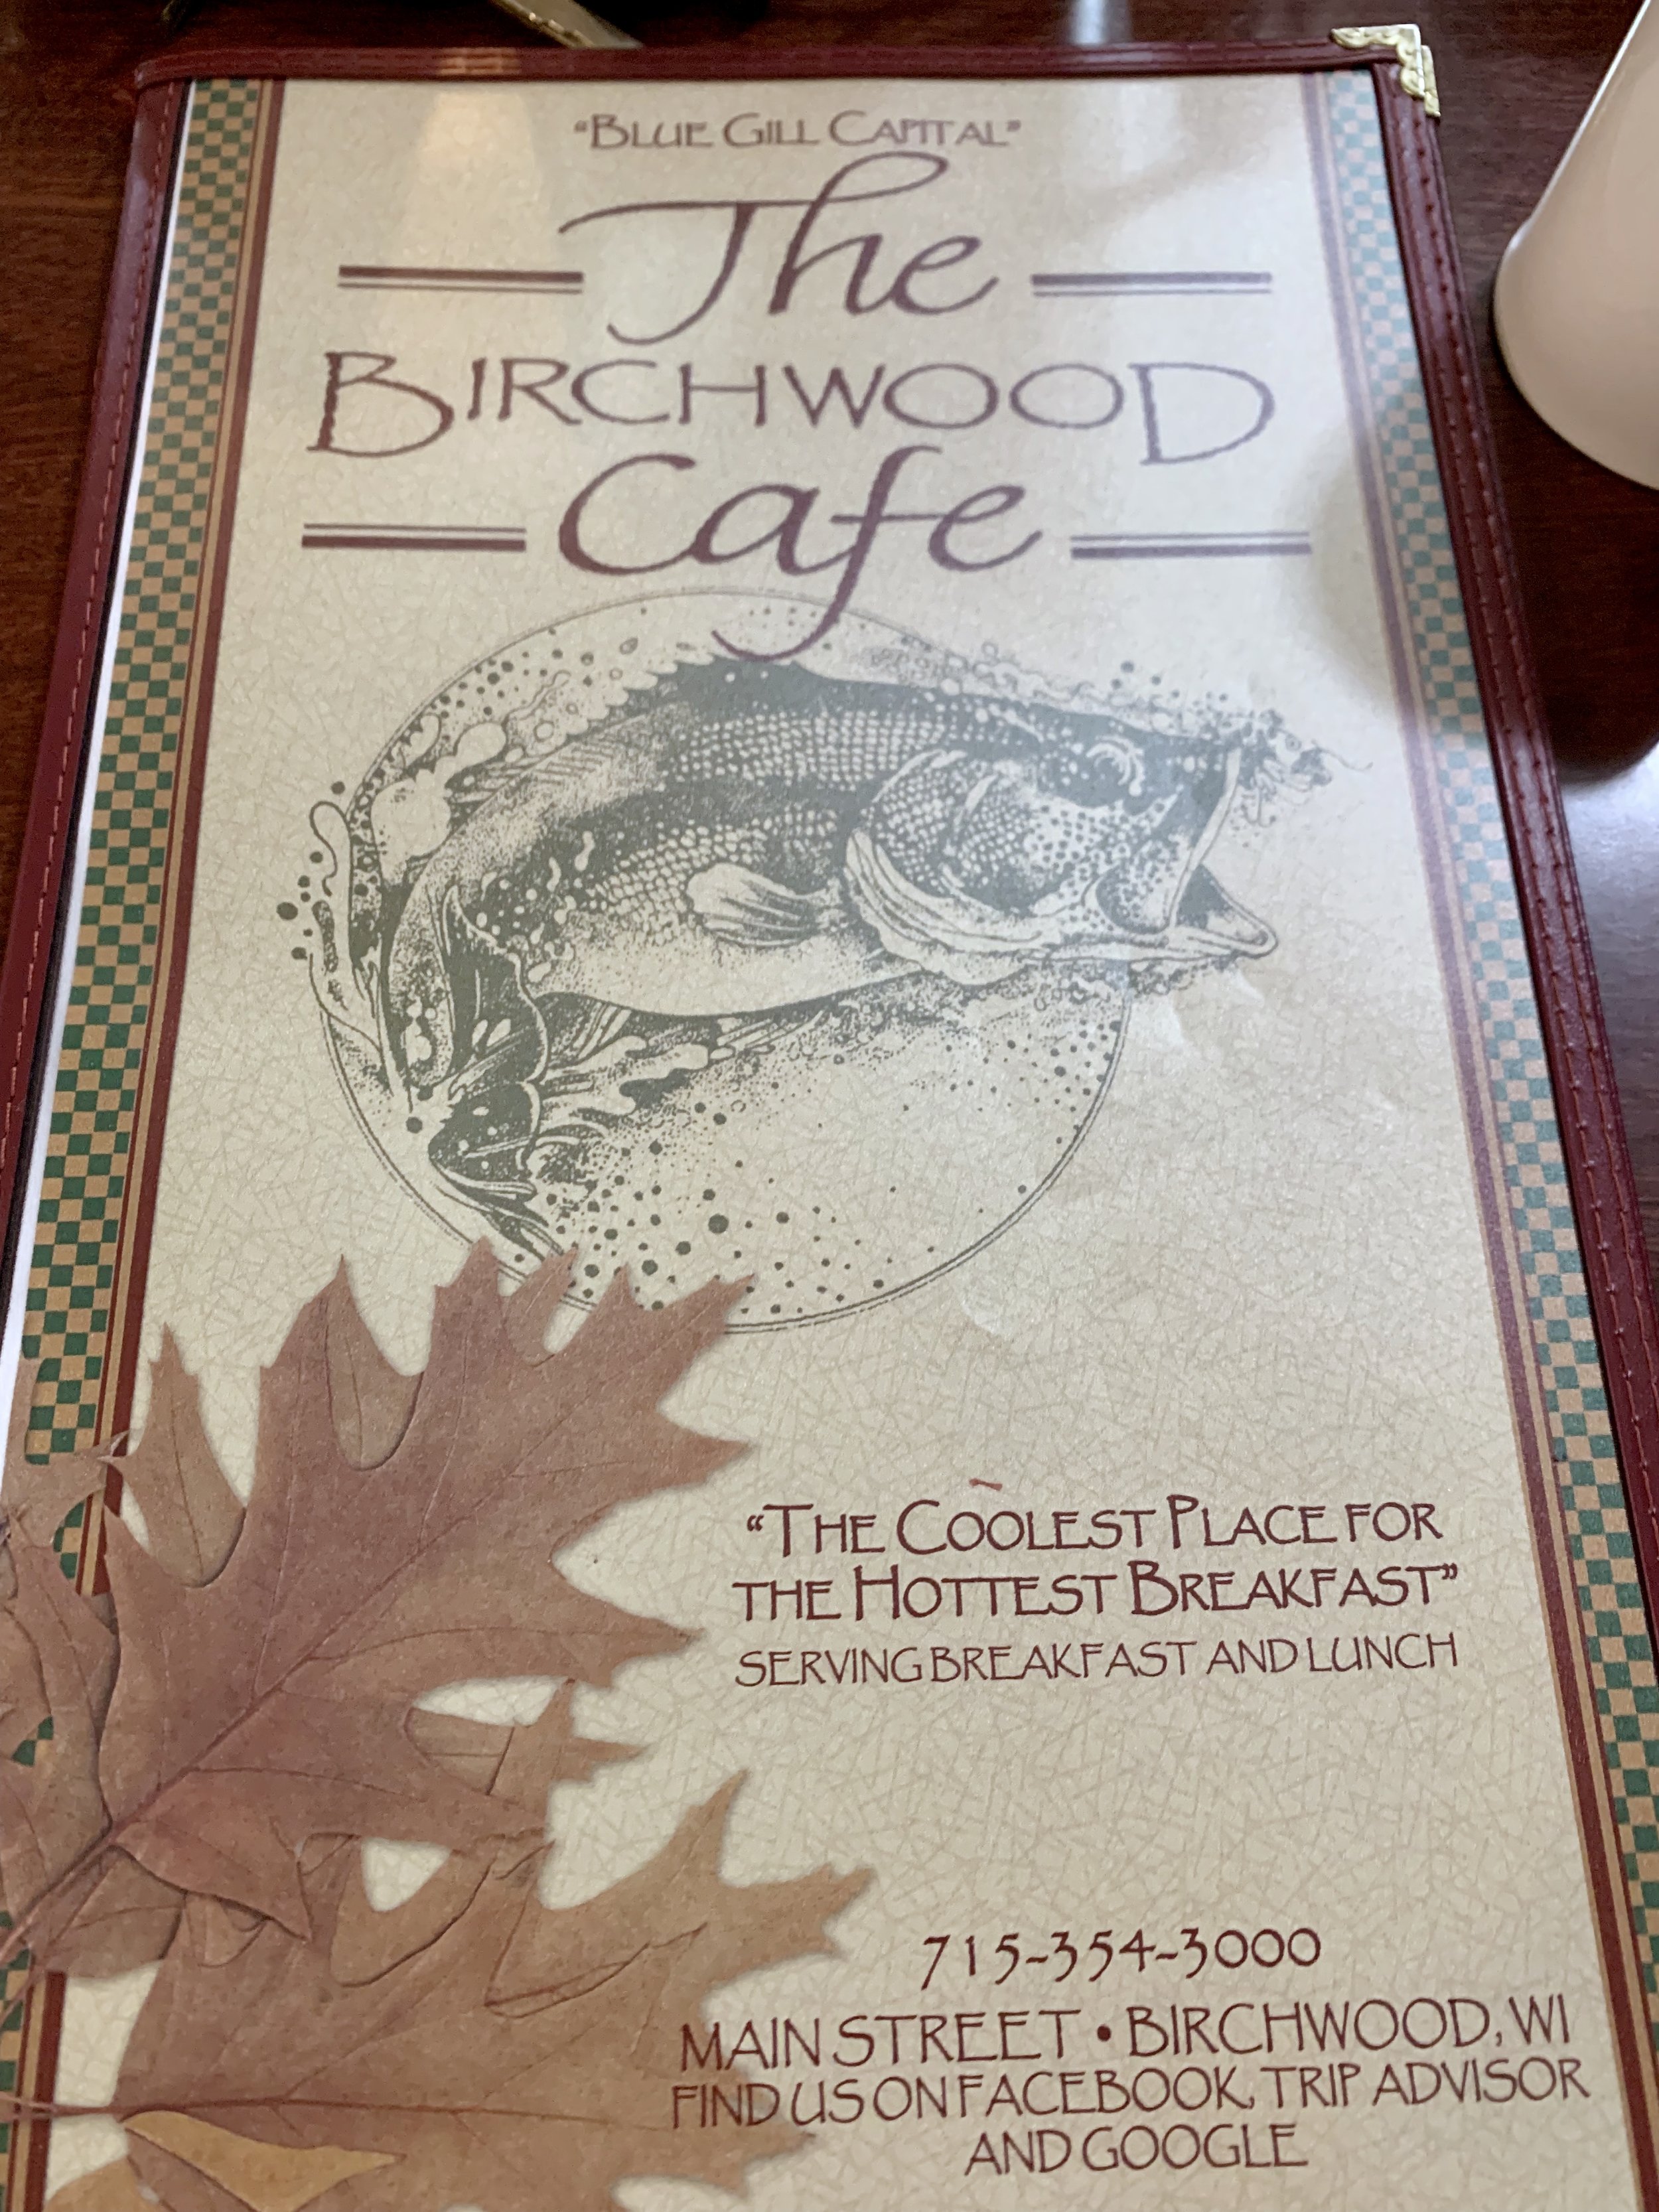 "BLUE GILL CAPITAL"
The
BIRCHWOOD
Cafe
"THE COOLEST PLACE FOR
THE HOTTEST BREAKFAST"
SERVING BREAKFAST AND LUNCH
715-354-3000
MAIN STREET • BIRCHWOOD, WI
FIND US ON FACEBOOK, TRIP ADVISOR
AND GOOGLE